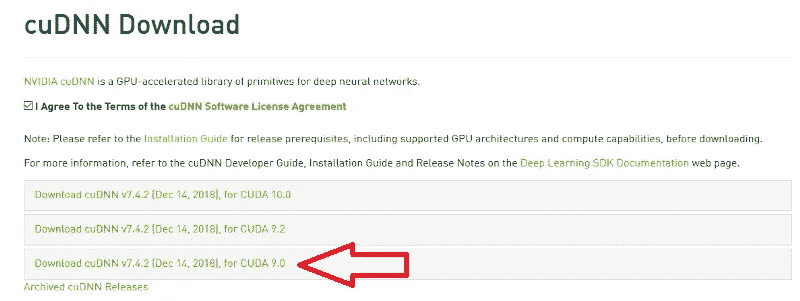 cuDNN Download
NVIDIA cuDNN is a GPU-accelerated library of primitives for deep neural networks.
I Agree To the Terms of the cuDNN Software License Agreement
Note: Please refer to the Installation Guide for release prerequisites, including supported GPU architectures and compute capabilities, before downloading.
For more information, refer to the cuDNN Developer Guide, Installation Guide and Release Notes on the Deep Learning SDK Documentation web page.
Download cuDNN v7.4.2 (Dec 14, 2018), for CUDA 10.0
Download cuDNN v7.4.2 (Dec 14, 2018), for CUDA 9.2
Download cuDNN v7.4.2 (Dec 14, 2018), for CUDA 9.0
Archived cuDNN Releases